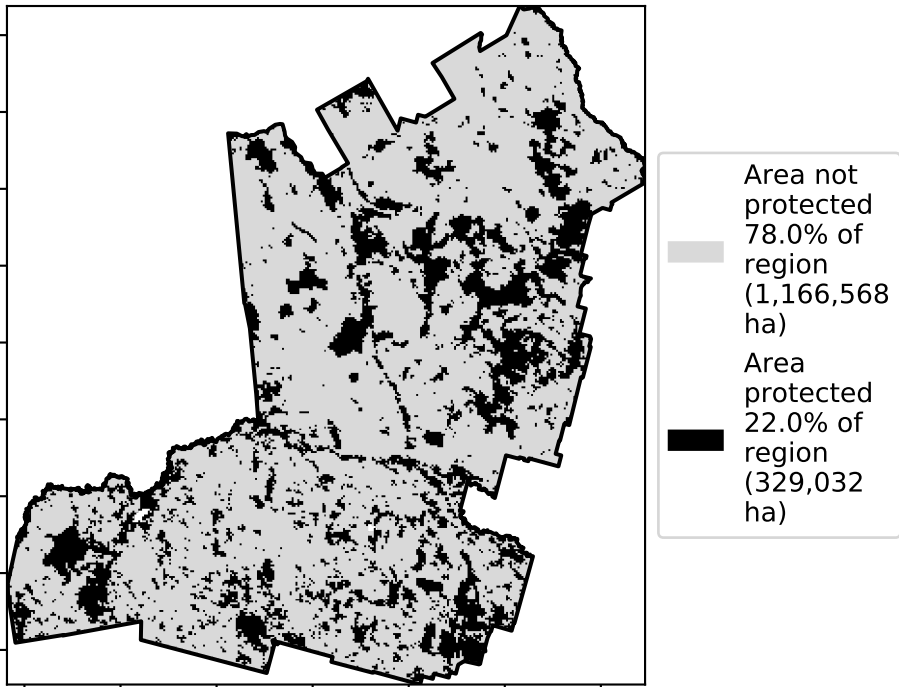 Area not
protected
78.0% of
region
(1,166,568
ha)
Area
protected
22.0% of
region
(329,032
ha)